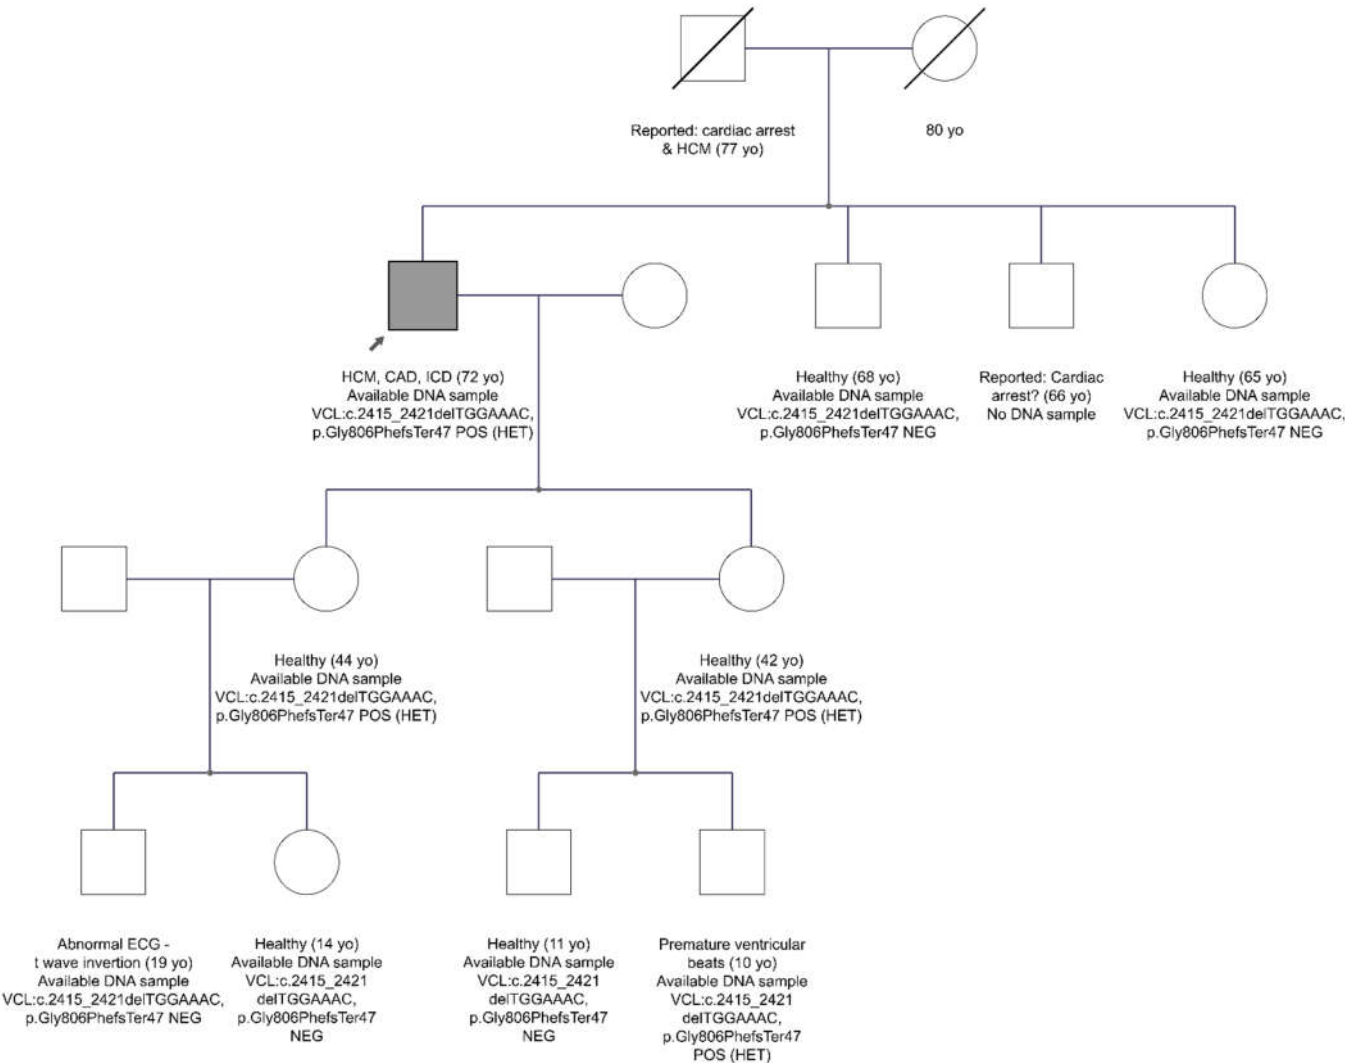 Reported: cardiac arrest
& HCM (77 yo)
80 yo
HCM, CAD, ICD (72 yo)
Available DNA sample
VCL:c.2415_2421delTGGAAAC,
p.Gly806PhefsTer47 POS (HET)
Healthy (68 yo)
Available DNA sample
VCL:c.2415_2421delTGGAAAC,
p.Gly806PhefsTer47 NEG
Reported: Cardiac
arrest? (66 yo)
No DNA sample
Healthy (65 yo)
Available DNA sample
VCL:c.2415_2421delTGGAAAC,
p.Gly806PhefsTer47 NEG
Healthy (44 yo)
Available DNA sample
VCL:c.2415_2421delTGGAAAC,
p.Gly806PhefsTer47 POS (HET)
Healthy (42 yo)
Available DNA sample
VCL:c.2415_2421delTGGAAAC,
p.Gly806PhefsTer47 POS (HET)
Abnormal ECG -
t wave invertion (19 yo)
Available DNA sample
VCL:c.2415_2421delTGGAAAC,
p.Gly806PhefsTer47 NEG
Healthy (14 yo)
Available DNA sample
VCL:c.2415_2421
delTGGAAAC,
p.Gly806PhefsTer47
NEG
Healthy (11 yo)
Available DNA sample
VCL:c.2415_2421
delTGGAAAC,
p.Gly806PhefsTer47
NEG
Premature ventricular
beats (10 yo)
Available DNA sample
VCL:c.2415_2421
delTGGAAAC,
p.Gly806PhefsTer47
POS (HET)